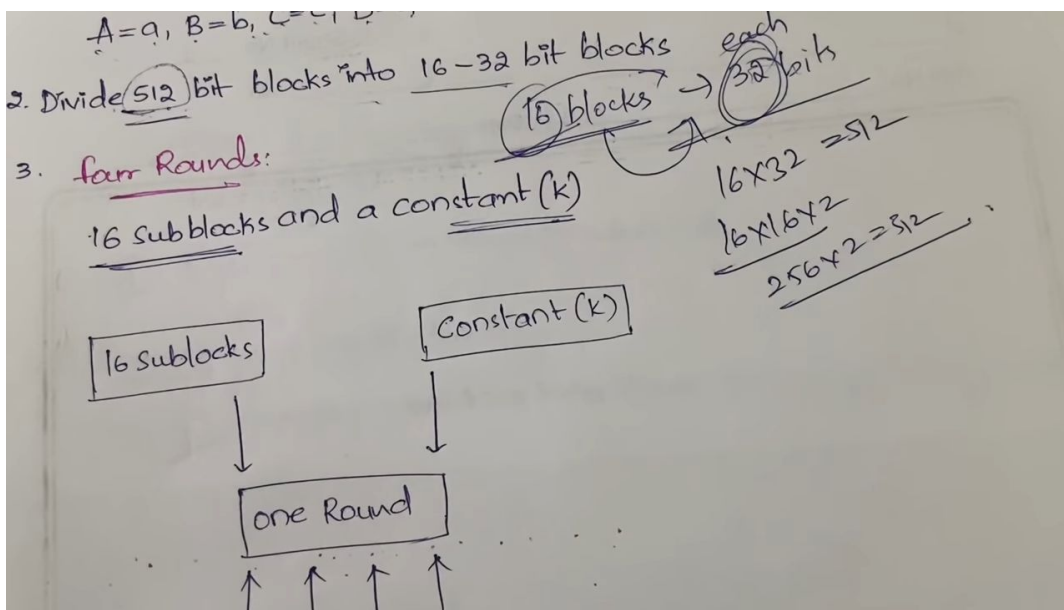 A=a, B=b,
2. Divide 512 bit blocks into 16-32 bit blocks
16 blocks → each 32 bits
16×32 = 512
16×16×2
256×2=512
3. four Rounds:
16 subblocks and a constant (k)
16 Sublocks
Constant (k)
one Round